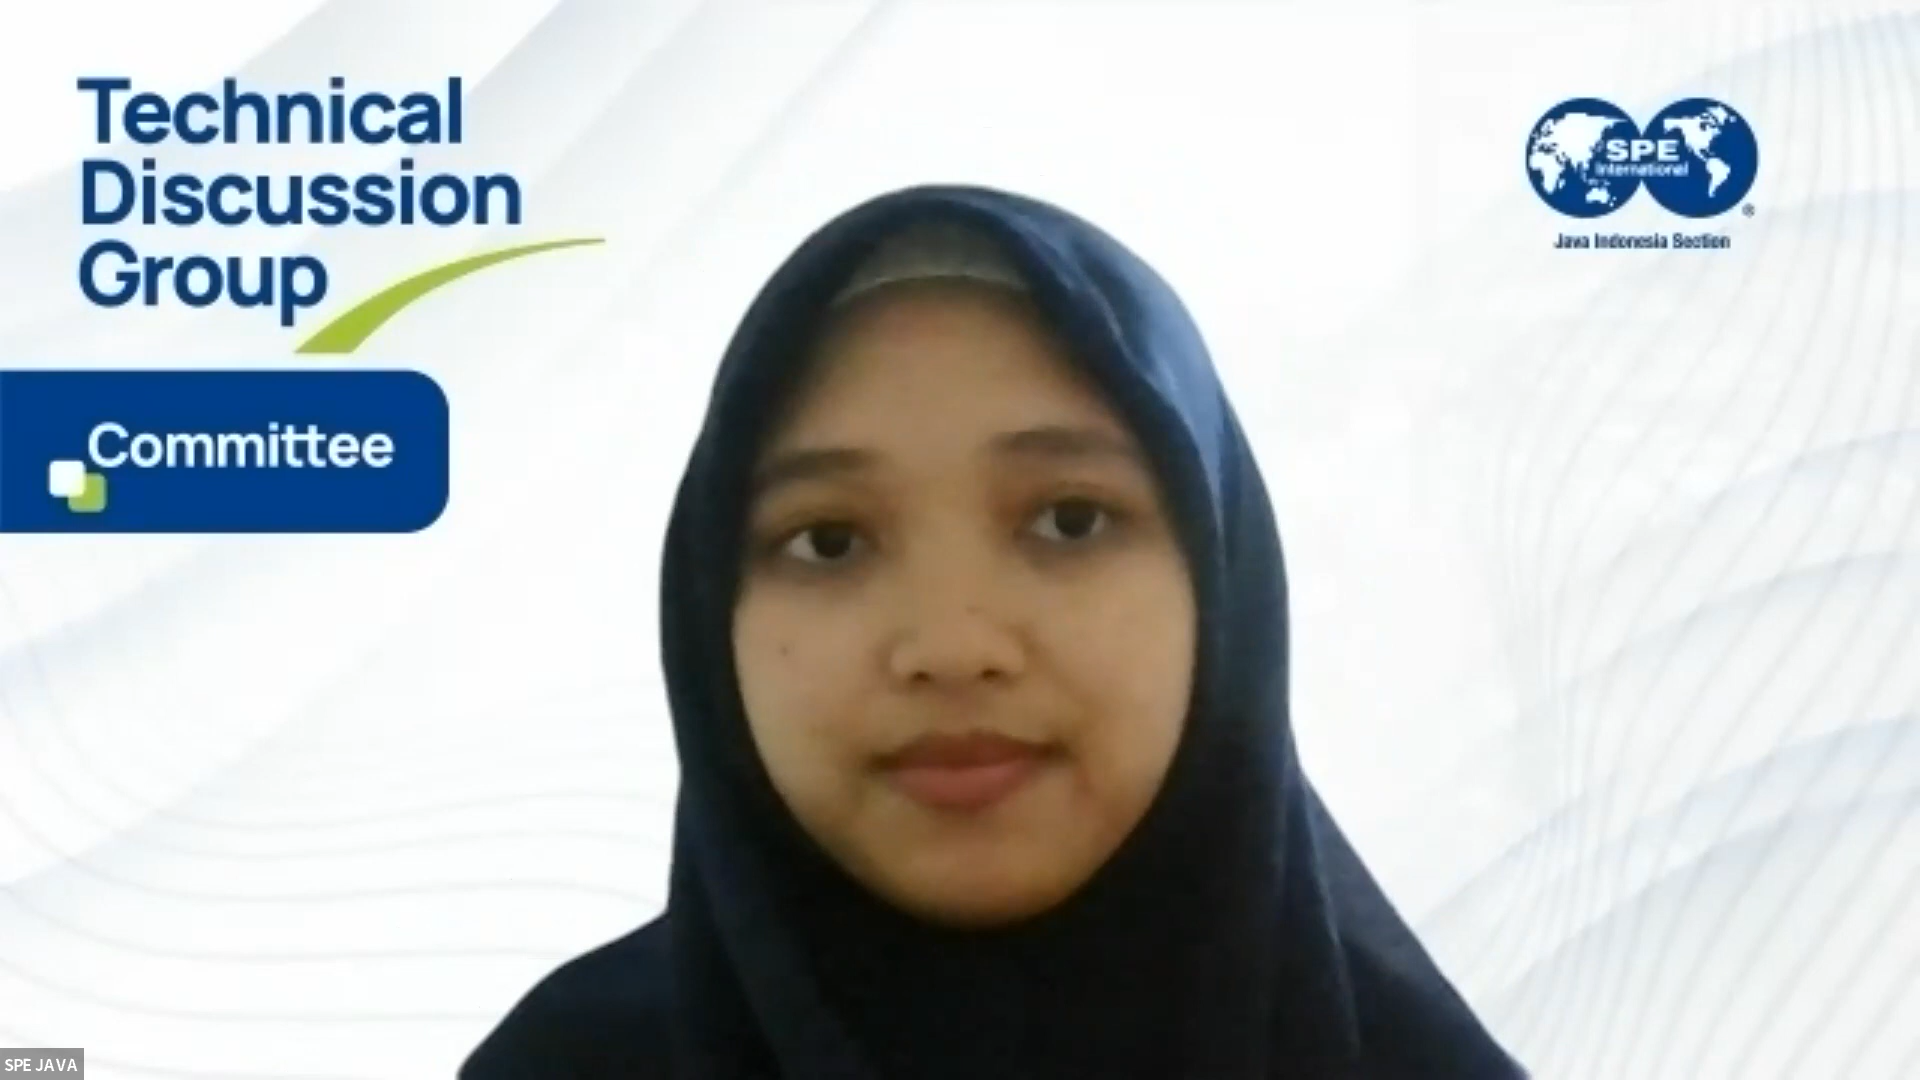 Technical
Discussion
Group
Committee
SPE
International
®
Java Indonesia Section
SPE JAVA